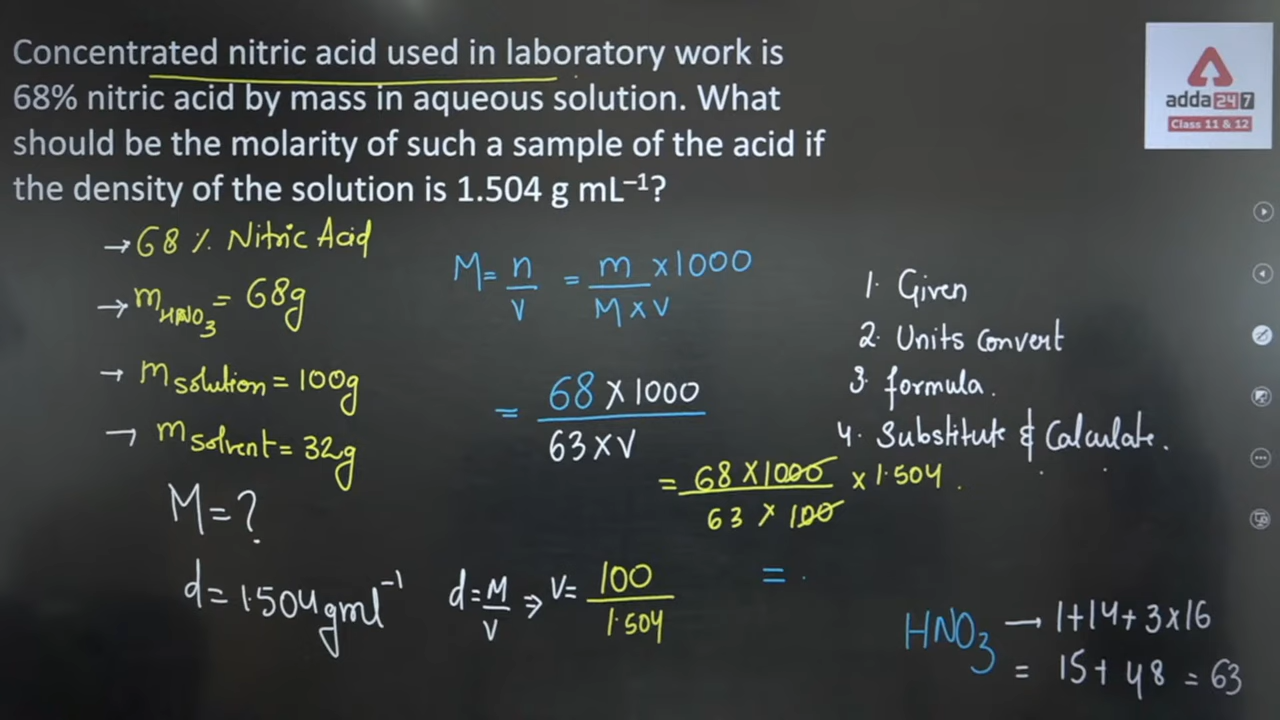 Concentrated nitric acid used in laboratory work is
68% nitric acid by mass in aqueous solution. What
should be the molarity of such a sample of the acid if
the density of the solution is 1.504 g mL⁻¹?
adda247
Class 11 & 12
→ 68 % Nitric Acid
→ m HNO₃ = 68g
→ m solution = 100g
→ m solvent = 32g
M = ?
d = 1.504 gml⁻¹
M = n/v = m × 1000 / M × V
= 68 × 1000 / 63 × V
= 68 × 1000 / 63 × 100 × 1.504 .
d = M/V ⇒ V = 100 / 1.504
= .
1. Given
2. Units Convert
3. formula.
4. Substitute & Calculate.
HNO₃ → 1+14+3×16
= 15+48 = 63